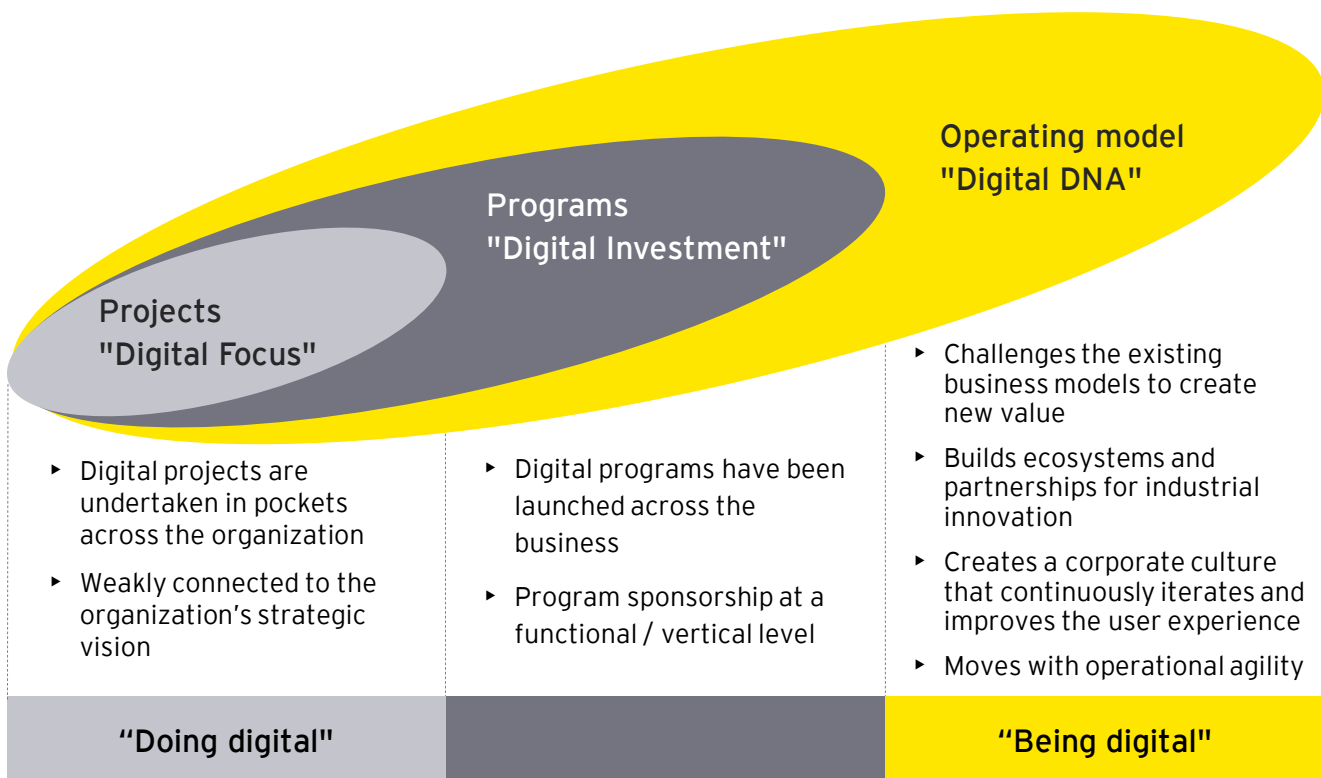 Operating model
"Digital DNA"
Programs
"Digital Investment"
Projects
"Digital Focus"
‣ Digital projects are
undertaken in pockets
across the organization
‣ Weakly connected to the
organization’s strategic
vision
‣ Digital programs have been
launched across the
business
‣ Program sponsorship at a
functional / vertical level
‣ Challenges the existing
business models to create
new value
‣ Builds ecosystems and
partnerships for industrial
innovation
‣ Creates a corporate culture
that continuously iterates and
improves the user experience
‣ Moves with operational agility
“Doing digital"
“Being digital"